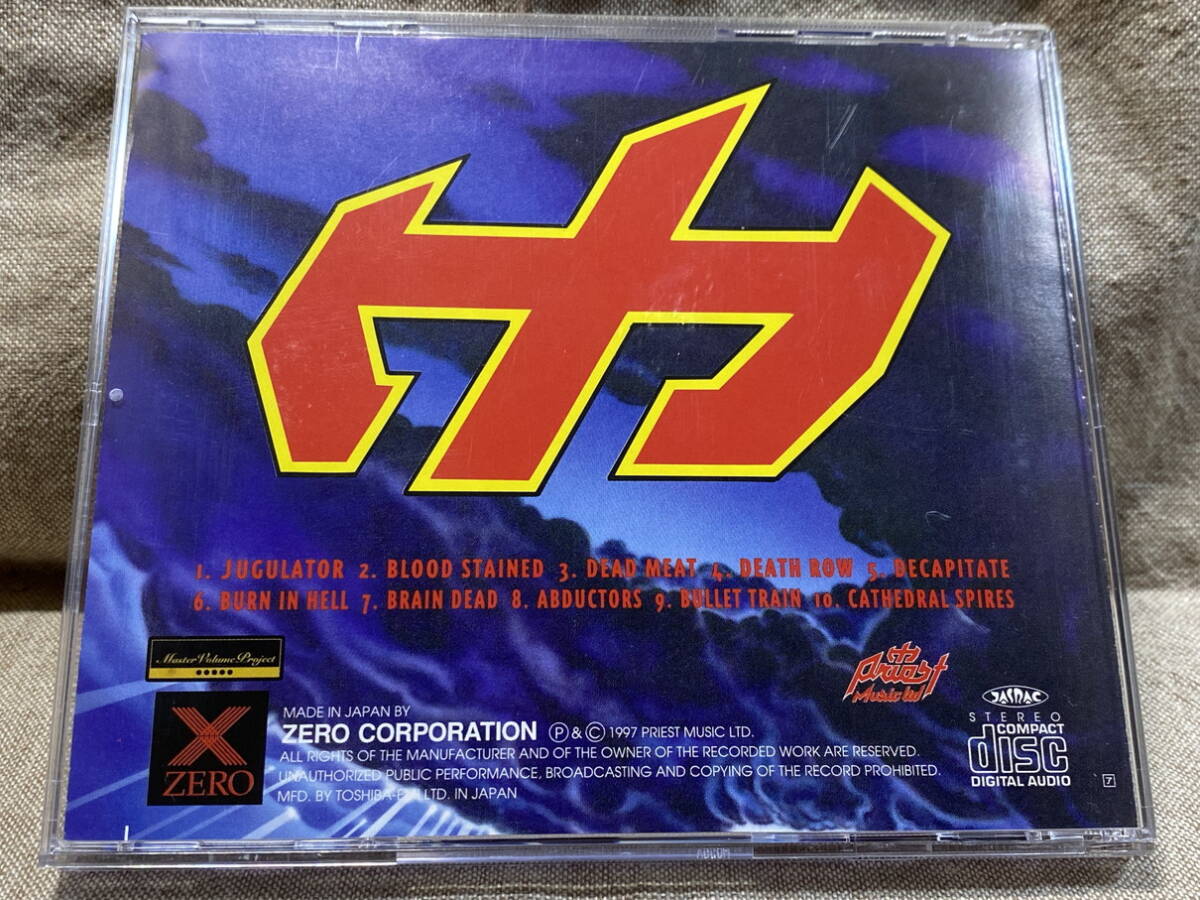 1. JUGULATOR 2. BLOOD STAINED 3. DEAD MEAT 4. DEATH ROW 5. DECAPITATE
6. BURN IN HELL 7. BRAIN DEAD 8. ABDUCTORS 9. BULLET TRAIN 10. CATHEDRAL SPIRES
Master Volume Project
Priest
Music Ltd
ZERO
MADE IN JAPAN BY
ZERO CORPORATION Ⓟ & © 1997 PRIEST MUSIC LTD.
ALL RIGHTS OF THE MANUFACTURER AND OF THE OWNER OF THE RECORDED WORK ARE RESERVED.
UNAUTHORIZED PUBLIC PERFORMANCE, BROADCASTING AND COPYING OF THE RECORD PROHIBITED.
MFD. BY TOSHIBA-EMI LTD. IN JAPAN
JASRAC
STEREO
COMPACT
disc
DIGITAL AUDIO
ア